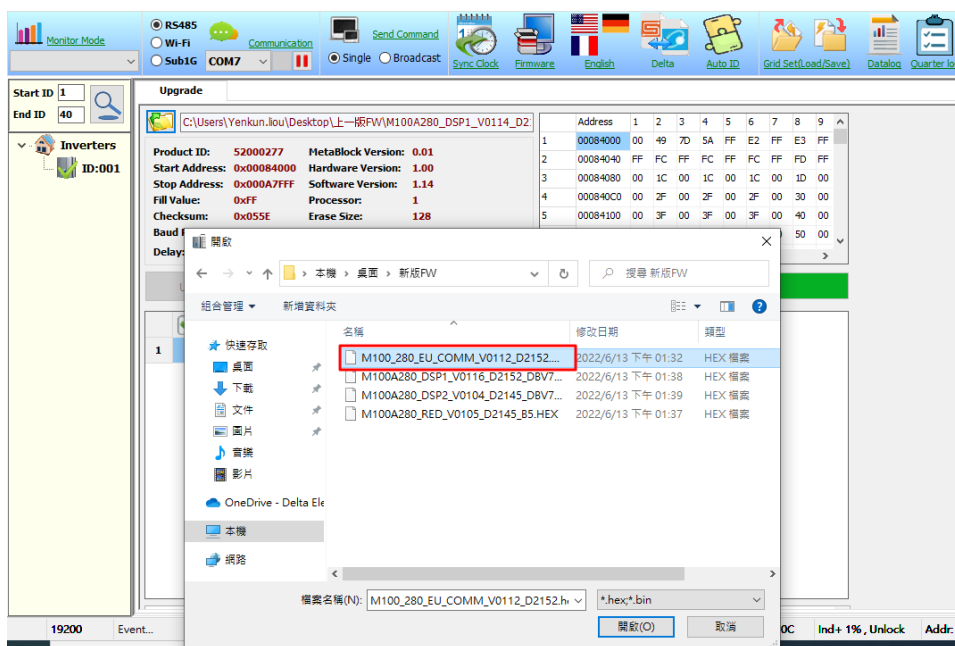 Monitor Mode
RS485
Wi-Fi
Sub1G
COM7
Communication
Send Command
Single Broadcast
Sync Clock
Firmware
English
Delta
Auto ID
Grid Set(Load/Save)
Datalog
Quarter lo
Start ID 1
End ID 40
Inverters
ID:001
Upgrade
C:\Users\Yenkun.liou\Desktop\上一版FW\M100A280_DSP1_V0114_D2
Product ID: 52000277 MetaBlock Version: 0.01
Start Address: 0x00084000 Hardware Version: 1.00
Stop Address: 0x000A7FFF Software Version: 1.14
Fill Value: 0xFF Processor: 1
Checksum: 0x055E Erase Size: 128
Baud
Delay:
Address 1 2 3 4 5 6 7 8 9
1 00084000 00 49 7D 5A FF E2 FF E3 FF
2 00084040 FF FC FF FC FF FC FF FD FF
3 00084080 00 1C 00 1C 00 1C 00 1D 00
4 000840C0 00 2F 00 2F 00 2F 00 30 00
5 00084100 00 3F 00 3F 00 3F 00 40 00
50 00
1
開啟
本機 › 桌面 › 新版FW
搜尋 新版FW
組合管理 新增資料夾
名稱 修改日期 類型
快速存取
桌面
下載
文件
圖片
音樂
影片
OneDrive - Delta Ele
本機
網路
M100_280_EU_COMM_V0112_D2152.... 2022/6/13 下午 01:32 HEX 檔案
M100A280_DSP1_V0116_D2152_DBV7... 2022/6/13 下午 01:38 HEX 檔案
M100A280_DSP2_V0104_D2145_DBV7... 2022/6/13 下午 01:39 HEX 檔案
M100A280_RED_V0105_D2145_B5.HEX 2022/6/13 下午 01:37 HEX 檔案
檔案名稱(N): M100_280_EU_COMM_V0112_D2152.h
*.hex;*.bin
開啟(O) 取消
19200 Event... 0C Ind+ 1% , Unlock Addr: